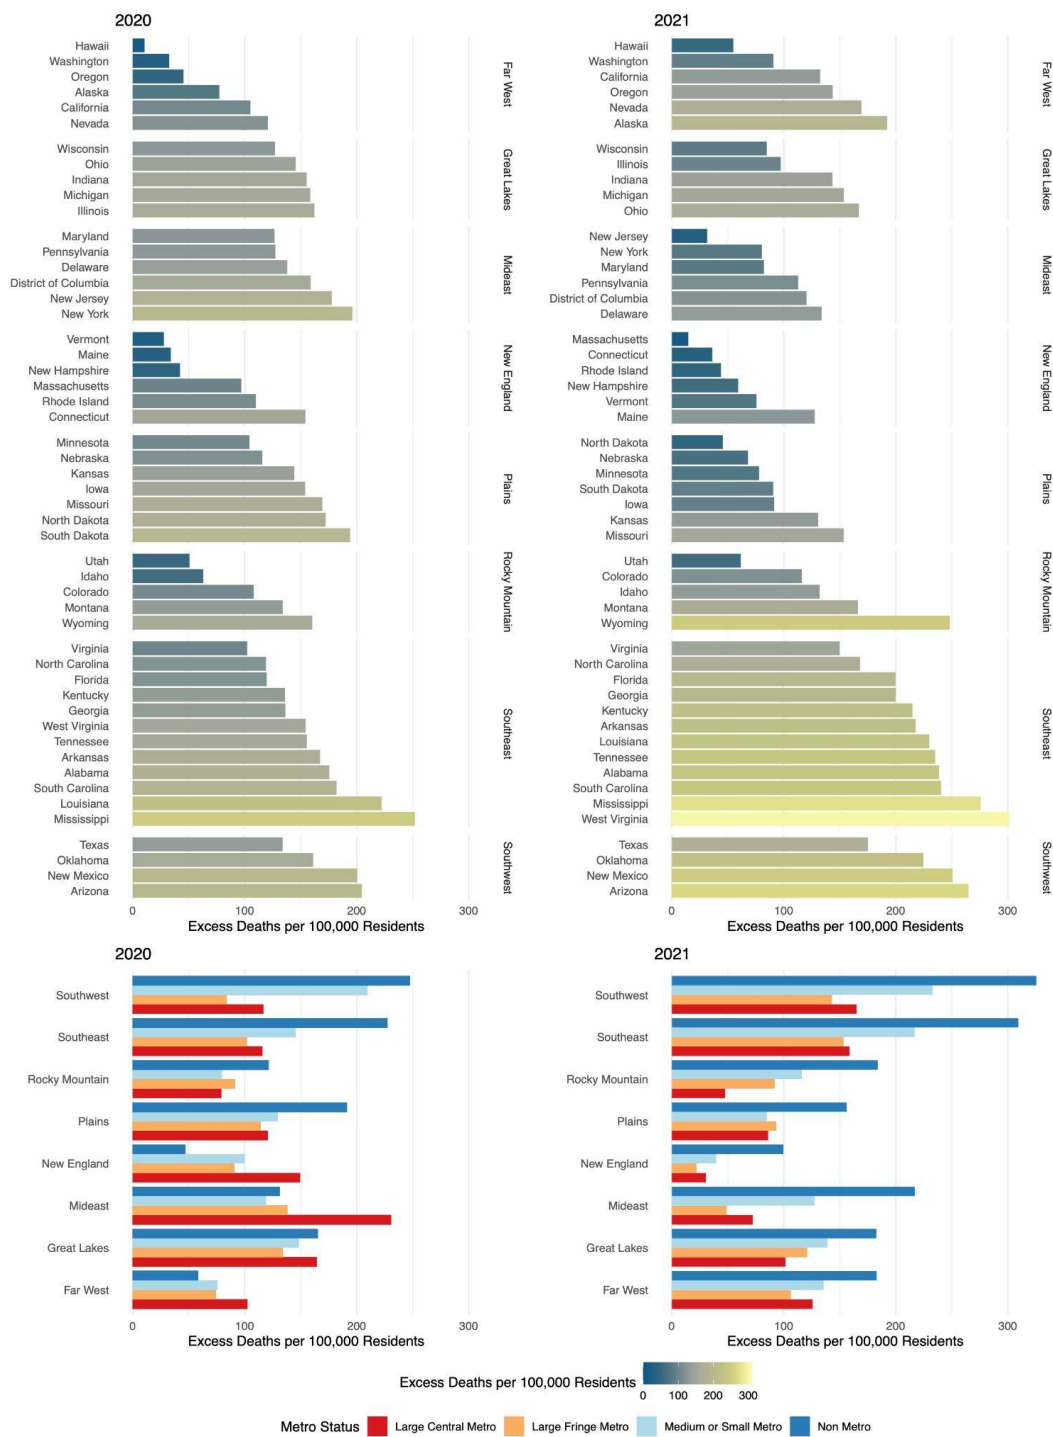 2020
Hawaii
Washington
Oregon
Alaska
California
Nevada
Far West
Wisconsin
Ohio
Indiana
Michigan
Illinois
Great Lakes
Maryland
Pennsylvania
Delaware
District of Columbia
New Jersey
New York
Mideast
Vermont
Maine
New Hampshire
Massachusetts
Rhode Island
Connecticut
New England
Minnesota
Nebraska
Kansas
Iowa
Missouri
North Dakota
South Dakota
Plains
Utah
Idaho
Colorado
Montana
Wyoming
Rocky Mountain
Virginia
North Carolina
Florida
Kentucky
Georgia
West Virginia
Tennessee
Arkansas
Alabama
South Carolina
Louisiana
Mississippi
Southeast
Texas
Oklahoma
New Mexico
Arizona
Southwest
0 100 200 300
Excess Deaths per 100,000 Residents
2021
Hawaii
Washington
California
Oregon
Nevada
Alaska
Far West
Wisconsin
Illinois
Indiana
Michigan
Ohio
Great Lakes
New Jersey
New York
Maryland
Pennsylvania
District of Columbia
Delaware
Mideast
Massachusetts
Connecticut
Rhode Island
New Hampshire
Vermont
Maine
New England
North Dakota
Nebraska
Minnesota
South Dakota
Iowa
Kansas
Missouri
Plains
Utah
Colorado
Idaho
Montana
Wyoming
Rocky Mountain
Virginia
North Carolina
Florida
Georgia
Kentucky
Arkansas
Louisiana
Tennessee
Alabama
South Carolina
Mississippi
West Virginia
Southeast
Texas
Oklahoma
New Mexico
Arizona
Southwest
0 100 200 300
Excess Deaths per 100,000 Residents
2020
Southwest
Southeast
Rocky Mountain
Plains
New England
Mideast
Great Lakes
Far West
0 100 200 300
Excess Deaths per 100,000 Residents
2021
Southwest
Southeast
Rocky Mountain
Plains
New England
Mideast
Great Lakes
Far West
0 100 200 300
Excess Deaths per 100,000 Residents
Excess Deaths per 100,000 Residents
0 100 200 300
Metro Status Large Central Metro Large Fringe Metro Medium or Small Metro Non Metro